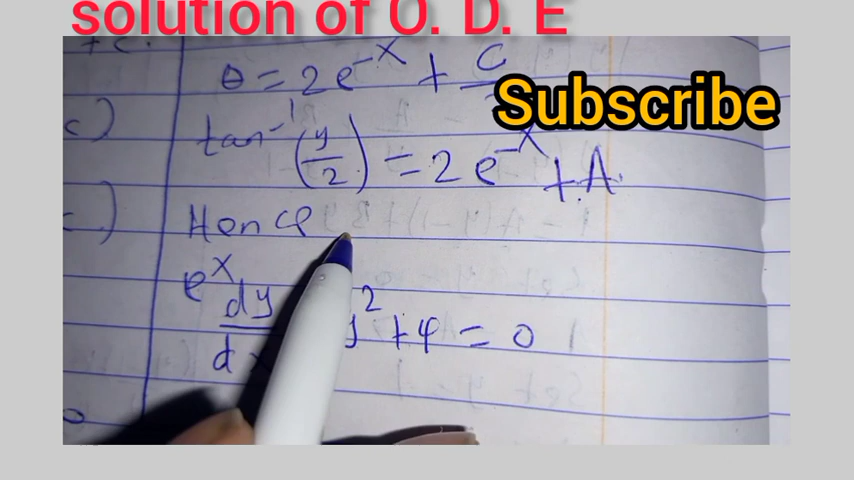 solution of O. D. E
+ c.
θ = 2e^-x + C
Subscribe
c)
tan^-1 (y/2) = 2e^-x + A
c)
Hence
e^x dy/dx y^2 + 4 = 0